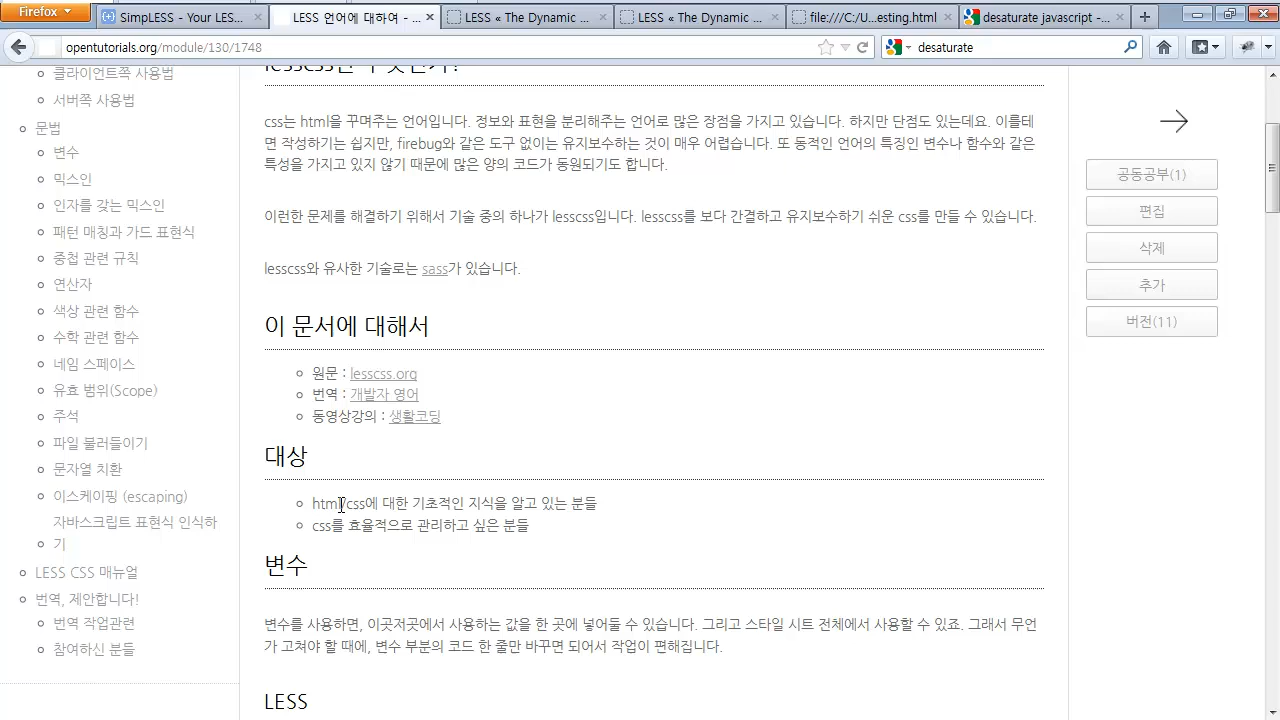 Firefox
SimpLESS - Your LES...
LESS 언어에 대하여 - ...
LESS « The Dynamic ...
LESS « The Dynamic ...
file:///C:/U...esting.html
desaturate javascript -...
opentutorials.org/module/130/1748
desaturate
클라이언트쪽 사용법
서버쪽 사용법
문법
변수
믹스인
인자를 갖는 믹스인
패턴 매칭과 가드 표현식
중첩 관련 규칙
연산자
색상 관련 함수
수학 관련 함수
네임 스페이스
유효 범위(Scope)
주석
파일 불러들이기
문자열 치환
이스케이핑 (escaping)
자바스크립트 표현식 인식하
기
LESS CSS 매뉴얼
번역, 제안합니다!
번역 작업관련
참여하신 분들
css는 html을 꾸며주는 언어입니다. 정보와 표현을 분리해주는 언어로 많은 장점을 가지고 있습니다. 하지만 단점도 있는데요. 이를테
면 작성하기는 쉽지만, firebug와 같은 도구 없이는 유지보수하는 것이 매우 어렵습니다. 또 동적인 언어의 특징인 변수나 함수와 같은
특성을 가지고 있지 않기 때문에 많은 양의 코드가 동원되기도 합니다.
이러한 문제를 해결하기 위해서 기술 중의 하나가 lesscss입니다. lesscss를 보다 간결하고 유지보수하기 쉬운 css를 만들 수 있습니다.
lesscss와 유사한 기술로는 sass가 있습니다.
이 문서에 대해서
원문 : lesscss.org
번역 : 개발자 영어
동영상강의 : 생활코딩
대상
html/css에 대한 기초적인 지식을 알고 있는 분들
css를 효율적으로 관리하고 싶은 분들
변수
변수를 사용하면, 이곳저곳에서 사용하는 값을 한 곳에 넣어둘 수 있습니다. 그리고 스타일 시트 전체에서 사용할 수 있죠. 그래서 무언
가 고쳐야 할 때에, 변수 부분의 코드 한 줄만 바꾸면 되어서 작업이 편해집니다.
LESS
공동공부(1)
편집
삭제
추가
버전(11)